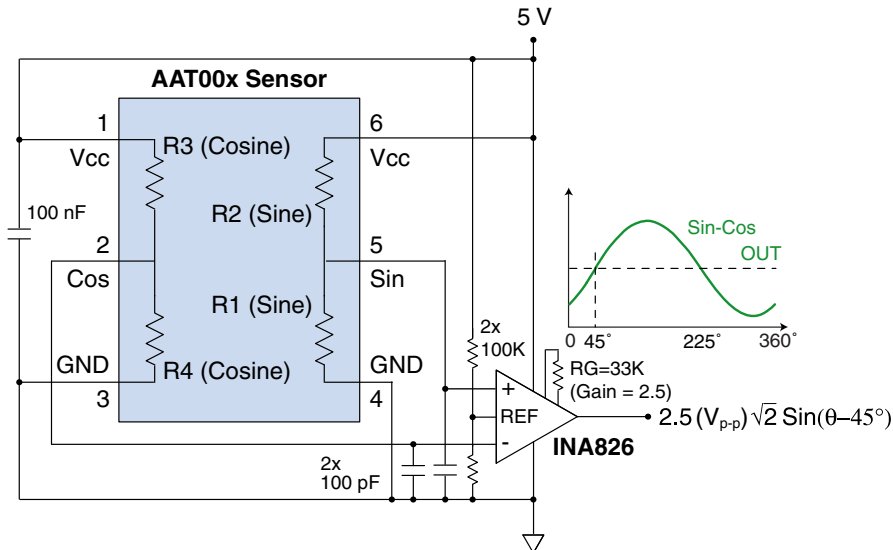 5 V
AAT00x Sensor
1
Vcc
R3 (Cosine)
6
Vcc
100 nF
R2 (Sine)
2
Cos
5
Sin
R1 (Sine)
GND
3
R4 (Cosine)
GND
4
Sin-Cos
OUT
0 45° 225° 360°
2x
100K
RG=33K
(Gain = 2.5)
+
REF
-
INA826
2.5 (Vp-p) √2 Sin(θ–45°)
2x
100 pF